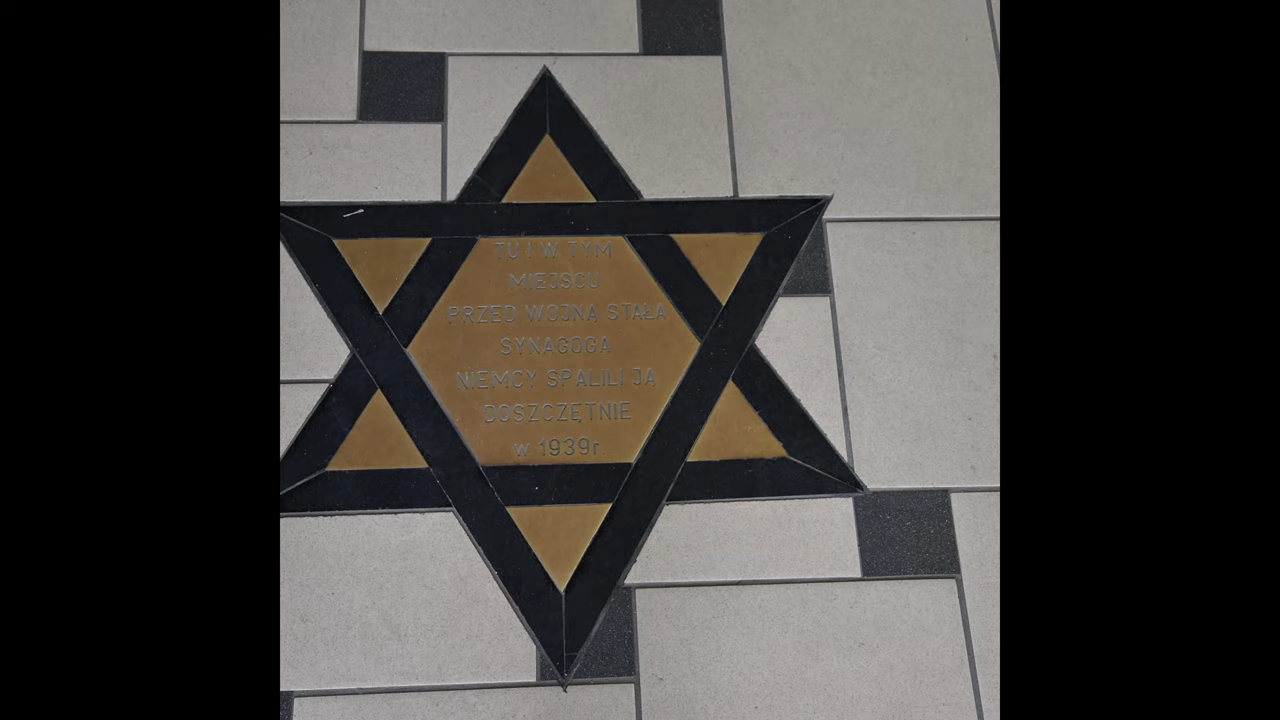 TU I W TYM
MIEJSCU
PRZED WOJNĄ STAŁA
SYNAGOGA
NIEMCY SPALILI JĄ
DOSZCZĘTNIE
w 1939r.